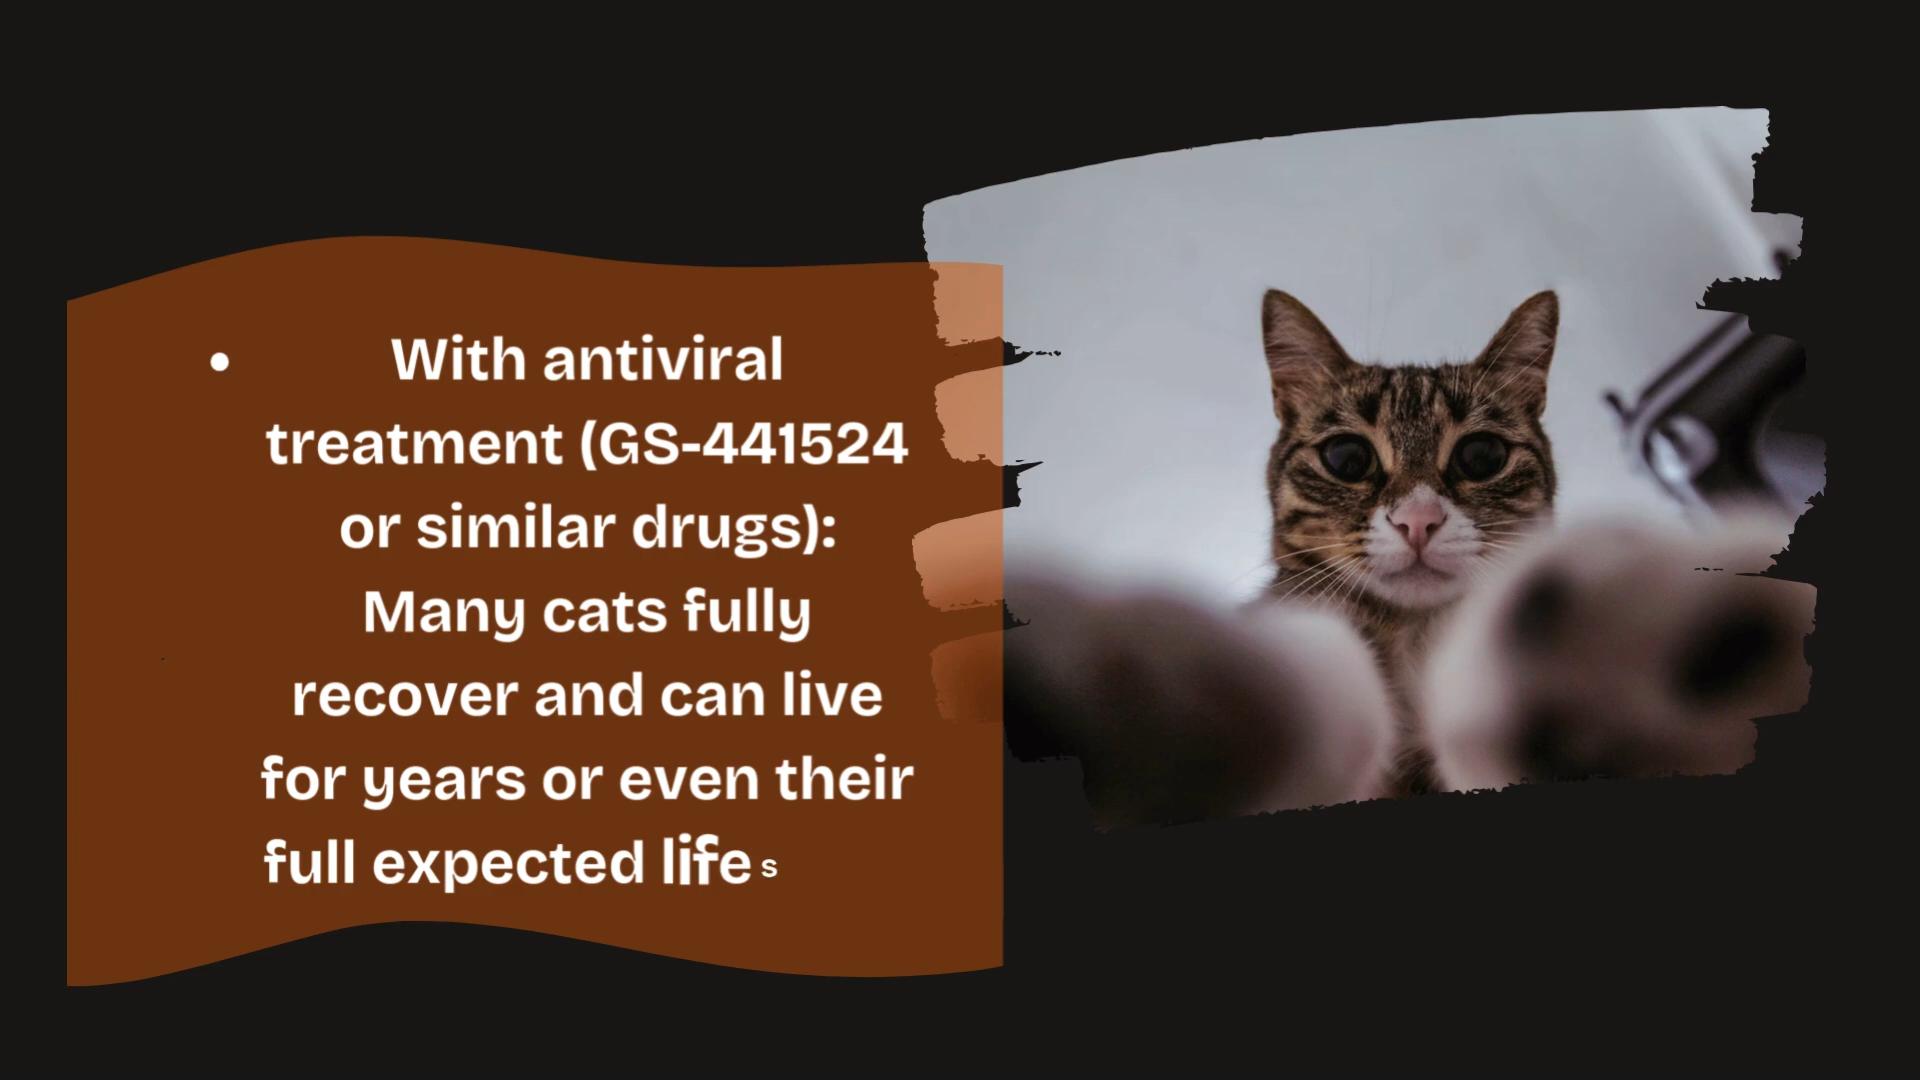 • With antiviral
treatment (GS-441524
or similar drugs):
Many cats fully
recover and can live
for years or even their
full expected life s